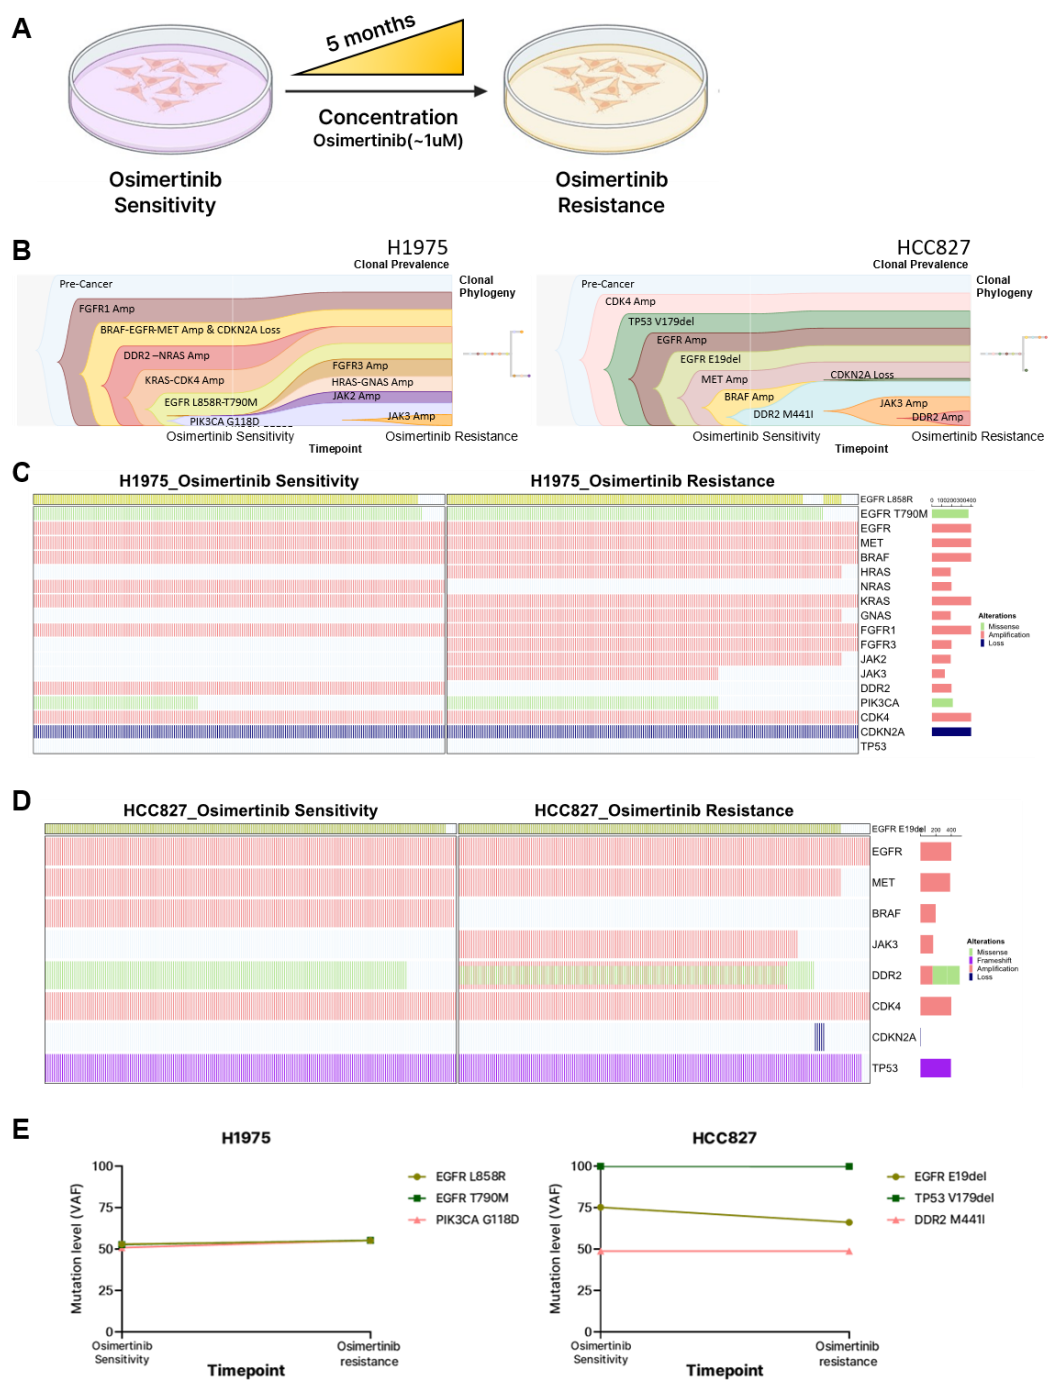 A
5 months
Concentration
Osimertinib(~1uM)
Osimertinib
Sensitivity
Osimertinib
Resistance
B
H1975
Clonal Prevalence
Clonal
Phylogeny
Pre-Cancer
FGFR1 Amp
BRAF-EGFR-MET Amp & CDKN2A Loss
DDR2 –NRAS Amp
KRAS-CDK4 Amp
EGFR L858R-T790M
PIK3CA G118D
FGFR3 Amp
HRAS-GNAS Amp
JAK2 Amp
JAK3 Amp
Osimertinib Sensitivity
Osimertinib Resistance
Timepoint
HCC827
Clonal Prevalence
Clonal
Phylogeny
Pre-Cancer
CDK4 Amp
TP53 V179del
EGFR Amp
EGFR E19del
MET Amp
BRAF Amp
DDR2 M441I
CDKN2A Loss
JAK3 Amp
DDR2 Amp
Osimertinib Sensitivity
Osimertinib Resistance
Timepoint
C
H1975_Osimertinib Sensitivity
H1975_Osimertinib Resistance
EGFR L858R
0 100200300400
EGFR T790M
EGFR
MET
BRAF
HRAS
NRAS
KRAS
GNAS
FGFR1
FGFR3
JAK2
JAK3
DDR2
PIK3CA
CDK4
CDKN2A
TP53
Alterations
Missense
Amplification
Loss
D
HCC827_Osimertinib Sensitivity
HCC827_Osimertinib Resistance
EGFR E19del
200 400
EGFR
MET
BRAF
JAK3
DDR2
CDK4
CDKN2A
TP53
Alterations
Missense
Frameshift
Amplification
Loss
E
H1975
Mutation level (VAF)
100
75
50
25
0
Osimertinib
Sensitivity
Osimertinib
resistance
Timepoint
EGFR L858R
EGFR T790M
PIK3CA G118D
HCC827
Mutation level (VAF)
100
75
50
25
0
Osimertinib
Sensitivity
Osimertinib
resistance
Timepoint
EGFR E19del
TP53 V179del
DDR2 M441I